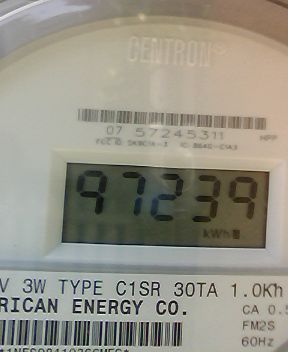 CENTRON®
07 57245311
97239
kWh
V 3W TYPE C1SR 30TA 1.0Kh
RICAN ENERGY CO.
CA 0.5
FM2S
60Hz